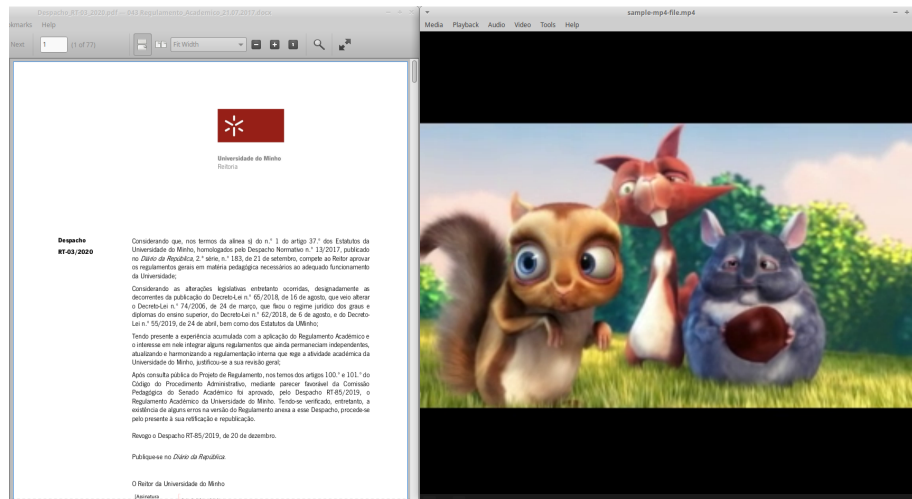 Despacho_RT-03_2020.pdf — 043 Regulamento_Academico_25.07.2017.docx
kmarks Help
Next 1 (1 of 77) Fit Width
Universidade do Minho
Reitoria
Despacho
RT-03/2020
Considerando que, nos termos da alínea s) do n.° 1 do artigo 37.° dos Estatutos da
Universidade do Minho, homologados pelo Despacho Normativo n.° 13/2017, publicado
no Diário da República, 2.ª série, n.° 183, de 21 de setembro, compete ao Reitor aprovar
os regulamentos gerais em matéria pedagógica necessários ao adequado funcionamento
da Universidade;
Considerando as alterações legislativas entretanto ocorridas, designadamente as
decorrentes da publicação do Decreto-Lei n.° 65/2018, de 16 de agosto, que veio alterar
o Decreto-Lei n.° 74/2006, de 24 de março, que fixou o regime jurídico dos graus e
diplomas do ensino superior, do Decreto-Lei n.° 62/2018, de 6 de agosto, e do Decreto-
Lei n.° 55/2019, de 24 de abril, bem como dos Estatutos da UMinho;
Tendo presente a experiência acumulada com a aplicação do Regulamento Académico e
o interesse em nele integrar alguns regulamentos que ainda permaneciam independentes,
atualizando e harmonizando a regulamentação interna que rege a atividade académica da
Universidade do Minho, justificou-se a sua revisão geral;
Após consulta pública do Projeto de Regulamento, nos temos dos artigos 100.° e 101.° do
Código do Procedimento Administrativo, mediante parecer favorável da Comissão
Pedagógica do Senado Académico foi aprovado, pelo Despacho RT-85/2019, o
Regulamento Académico da Universidade do Minho. Tendo-se verificado, entretanto, a
existência de alguns erros na versão do Regulamento anexa a esse Despacho, procede-se
pelo presente à sua retificação e republicação.
Revogo o Despacho RT-85/2019, de 20 de dezembro.
Publique-se no Diário da República.
O Reitor da Universidade do Minho
[Assinatura
sample-mp4-file.mp4
Media Playback Audio Video Tools Help